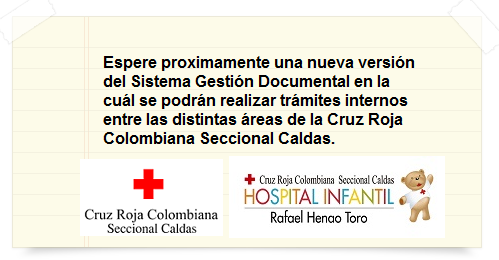 Espere proximamente una nueva versión
del Sistema Gestión Documental en la
cuál se podrán realizar trámites internos
entre las distintas áreas de la Cruz Roja
Colombiana Seccional Caldas.
Cruz Roja Colombiana
Seccional Caldas
Cruz Roja Colombiana Seccional Caldas
HOSPITAL INFANTIL
Rafael Henao Toro